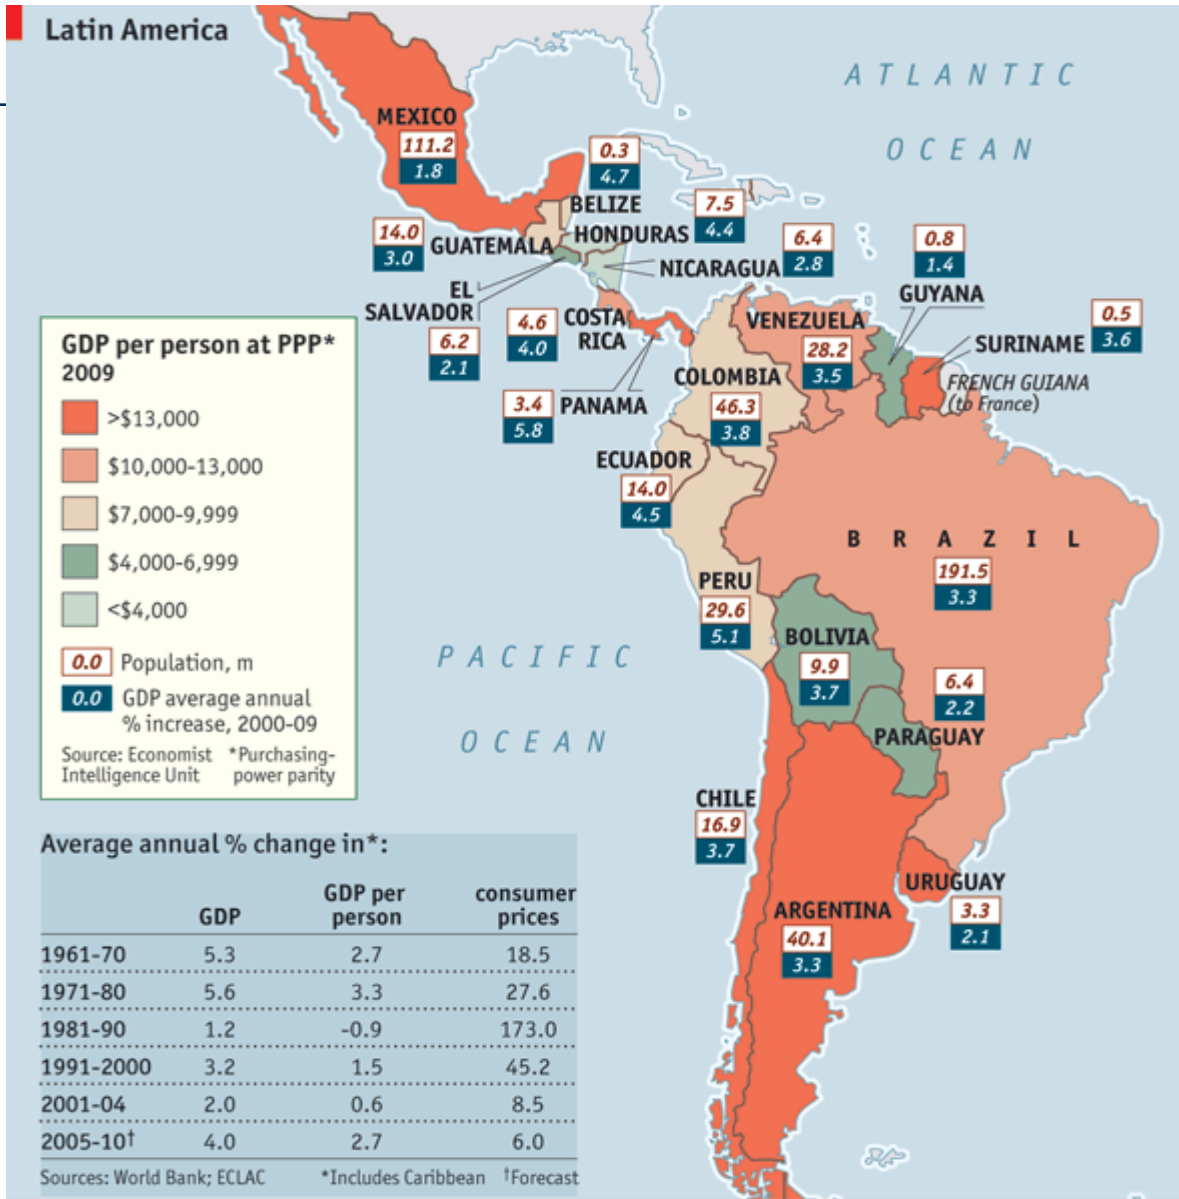 Latin America
ATLANTIC
OCEAN
MEXICO
111.2
1.8
0.3
4.7
BELIZE
7.5
4.4
HONDURAS
14.0
3.0
GUATEMALA
6.4
2.8
NICARAGUA
0.8
1.4
GUYANA
EL
SALVADOR
6.2
2.1
4.6
4.0
COSTA
RICA
VENEZUELA
28.2
3.5
0.5
3.6
SURINAME
FRENCH GUIANA
(to France)
COLOMBIA
46.3
3.8
3.4
5.8
PANAMA
ECUADOR
14.0
4.5
BRAZIL
191.5
3.3
PERU
29.6
5.1
BOLIVIA
9.9
3.7
PACIFIC
OCEAN
6.4
2.2
PARAGUAY
CHILE
16.9
3.7
URUGUAY
3.3
2.1
ARGENTINA
40.1
3.3
GDP per person at PPP*
2009
>$13,000
$10,000-13,000
$7,000-9,999
$4,000-6,999
<$4,000
0.0 Population, m
0.0 GDP average annual
% increase, 2000-09
Source: Economist *Purchasing-
Intelligence Unit power parity
Average annual % change in*:
GDP per consumer
GDP person prices
1961-70 5.3 2.7 18.5
1971-80 5.6 3.3 27.6
1981-90 1.2 -0.9 173.0
1991-2000 3.2 1.5 45.2
2001-04 2.0 0.6 8.5
2005-10† 4.0 2.7 6.0
Sources: World Bank; ECLAC *Includes Caribbean †Forecast